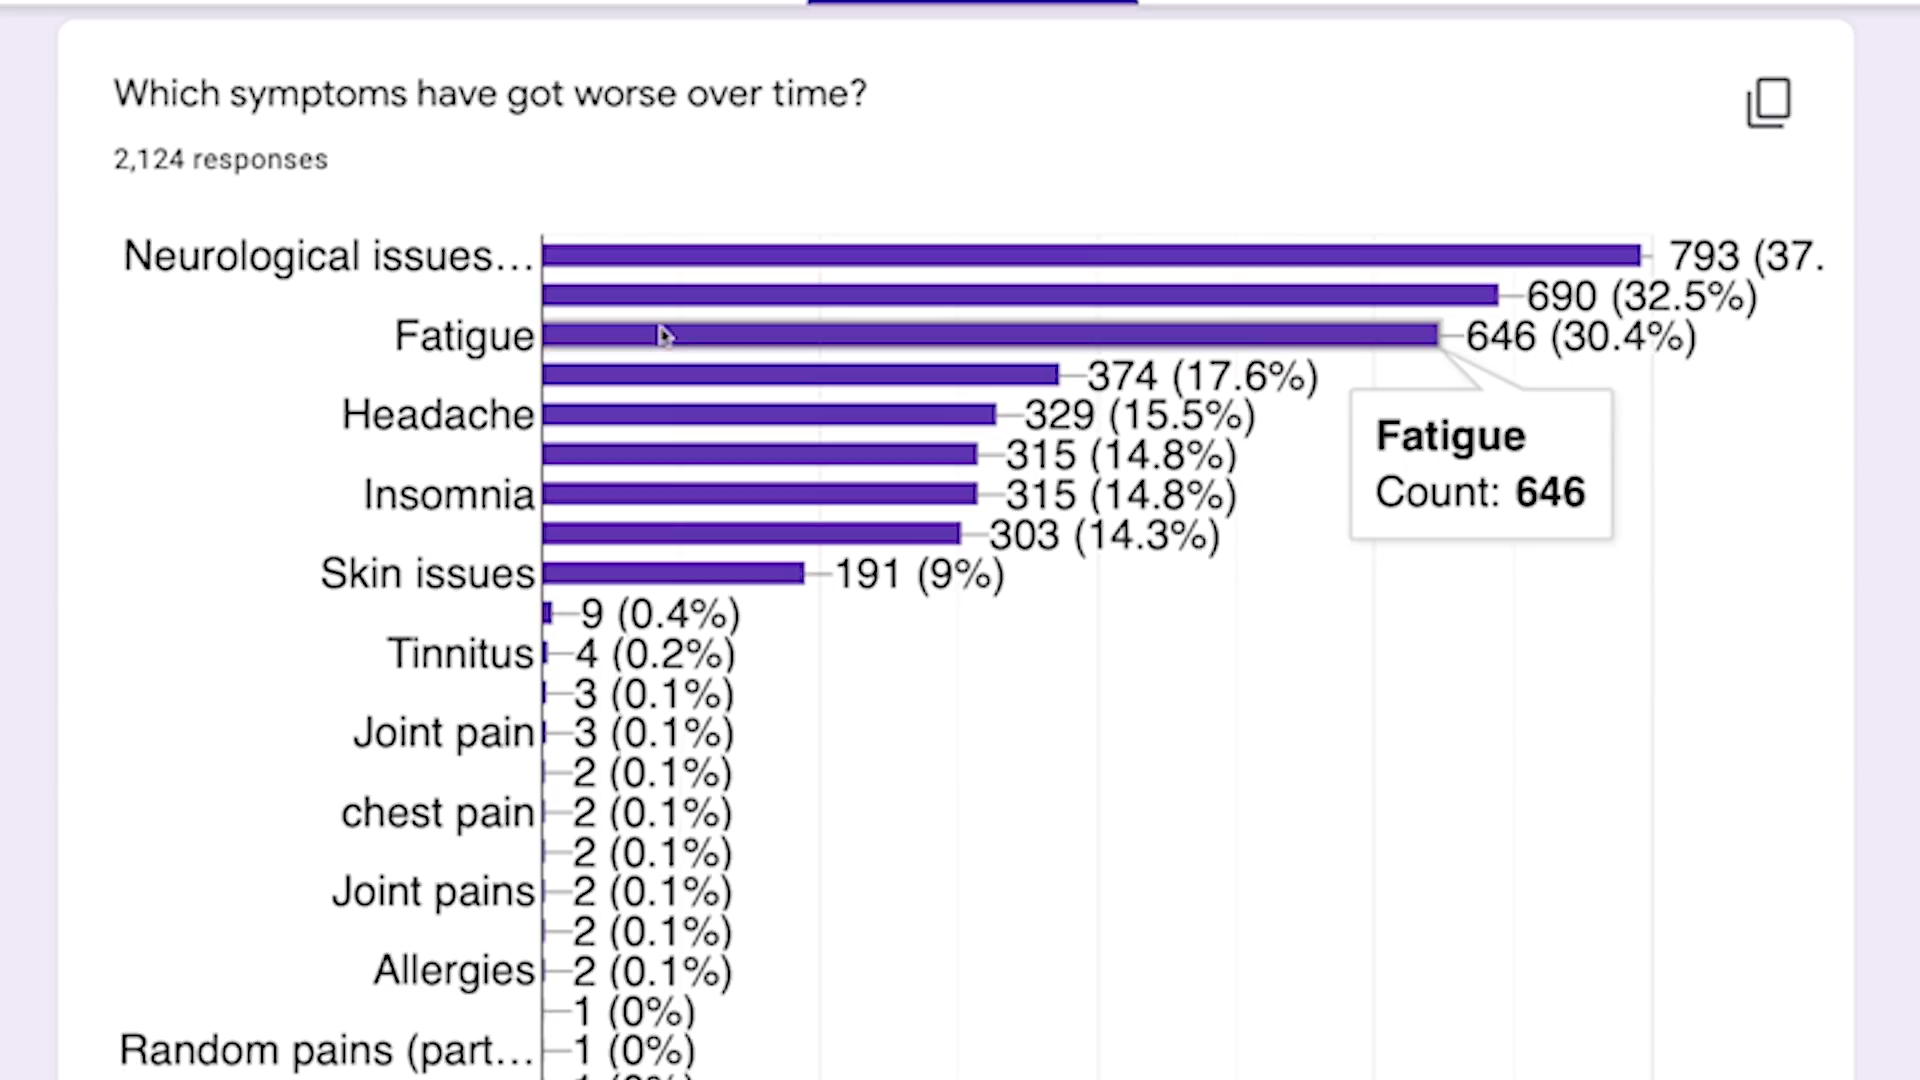 Which symptoms have got worse over time?
2,124 responses
Neurological issues... 793 (37.
690 (32.5%)
Fatigue 646 (30.4%)
374 (17.6%)
Headache 329 (15.5%)
Fatigue
Count: 646
315 (14.8%)
Insomnia 315 (14.8%)
303 (14.3%)
Skin issues 191 (9%)
9 (0.4%)
Tinnitus 4 (0.2%)
3 (0.1%)
Joint pain 3 (0.1%)
2 (0.1%)
chest pain 2 (0.1%)
2 (0.1%)
Joint pains 2 (0.1%)
2 (0.1%)
Allergies 2 (0.1%)
1 (0%)
Random pains (part... 1 (0%)